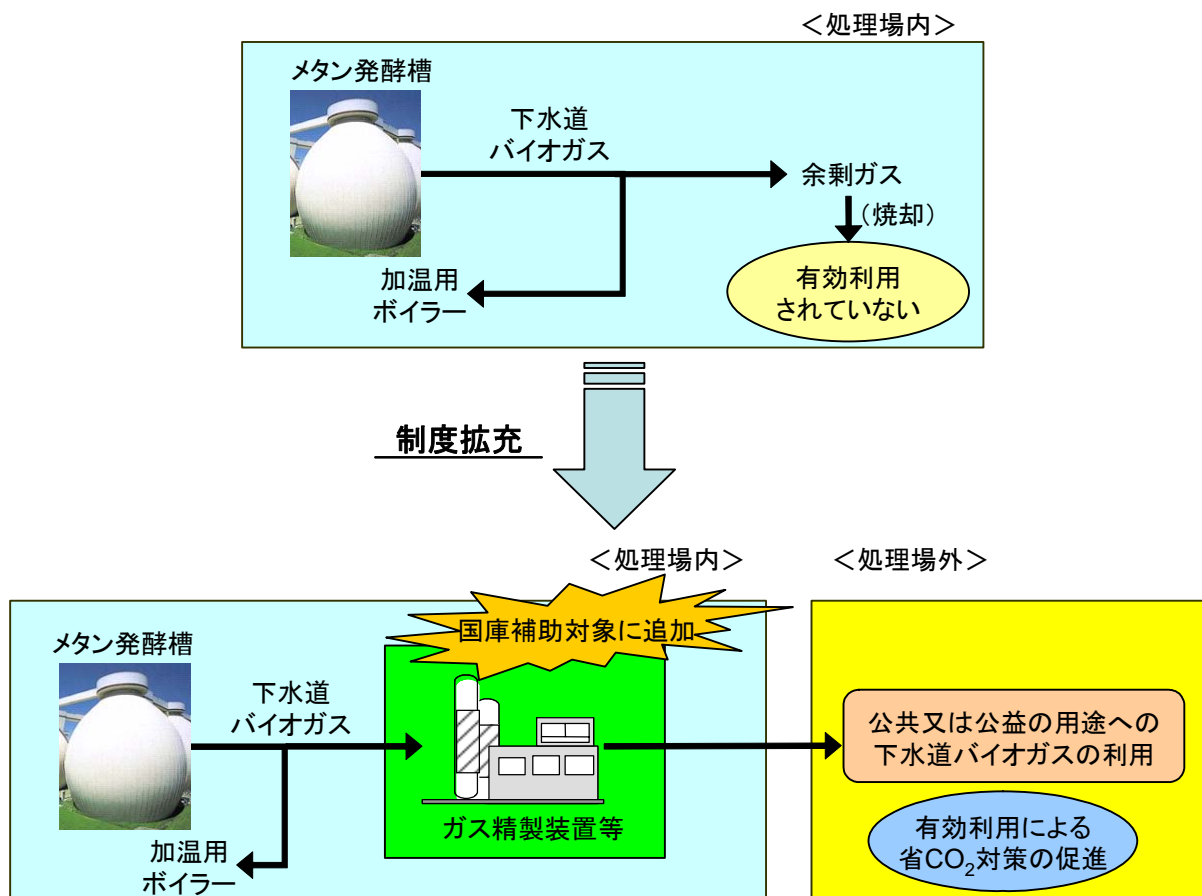 <処理場内>
メタン発酵槽
下水道
バイオガス
余剰ガス
(焼却)
有効利用
されていない
加温用
ボイラー
制度拡充
<処理場内>
<処理場外>
国庫補助対象に追加
メタン発酵槽
下水道
バイオガス
公共又は公益の用途への
下水道バイオガスの利用
ガス精製装置等
有効利用による
省CO₂対策の促進
加温用
ボイラー